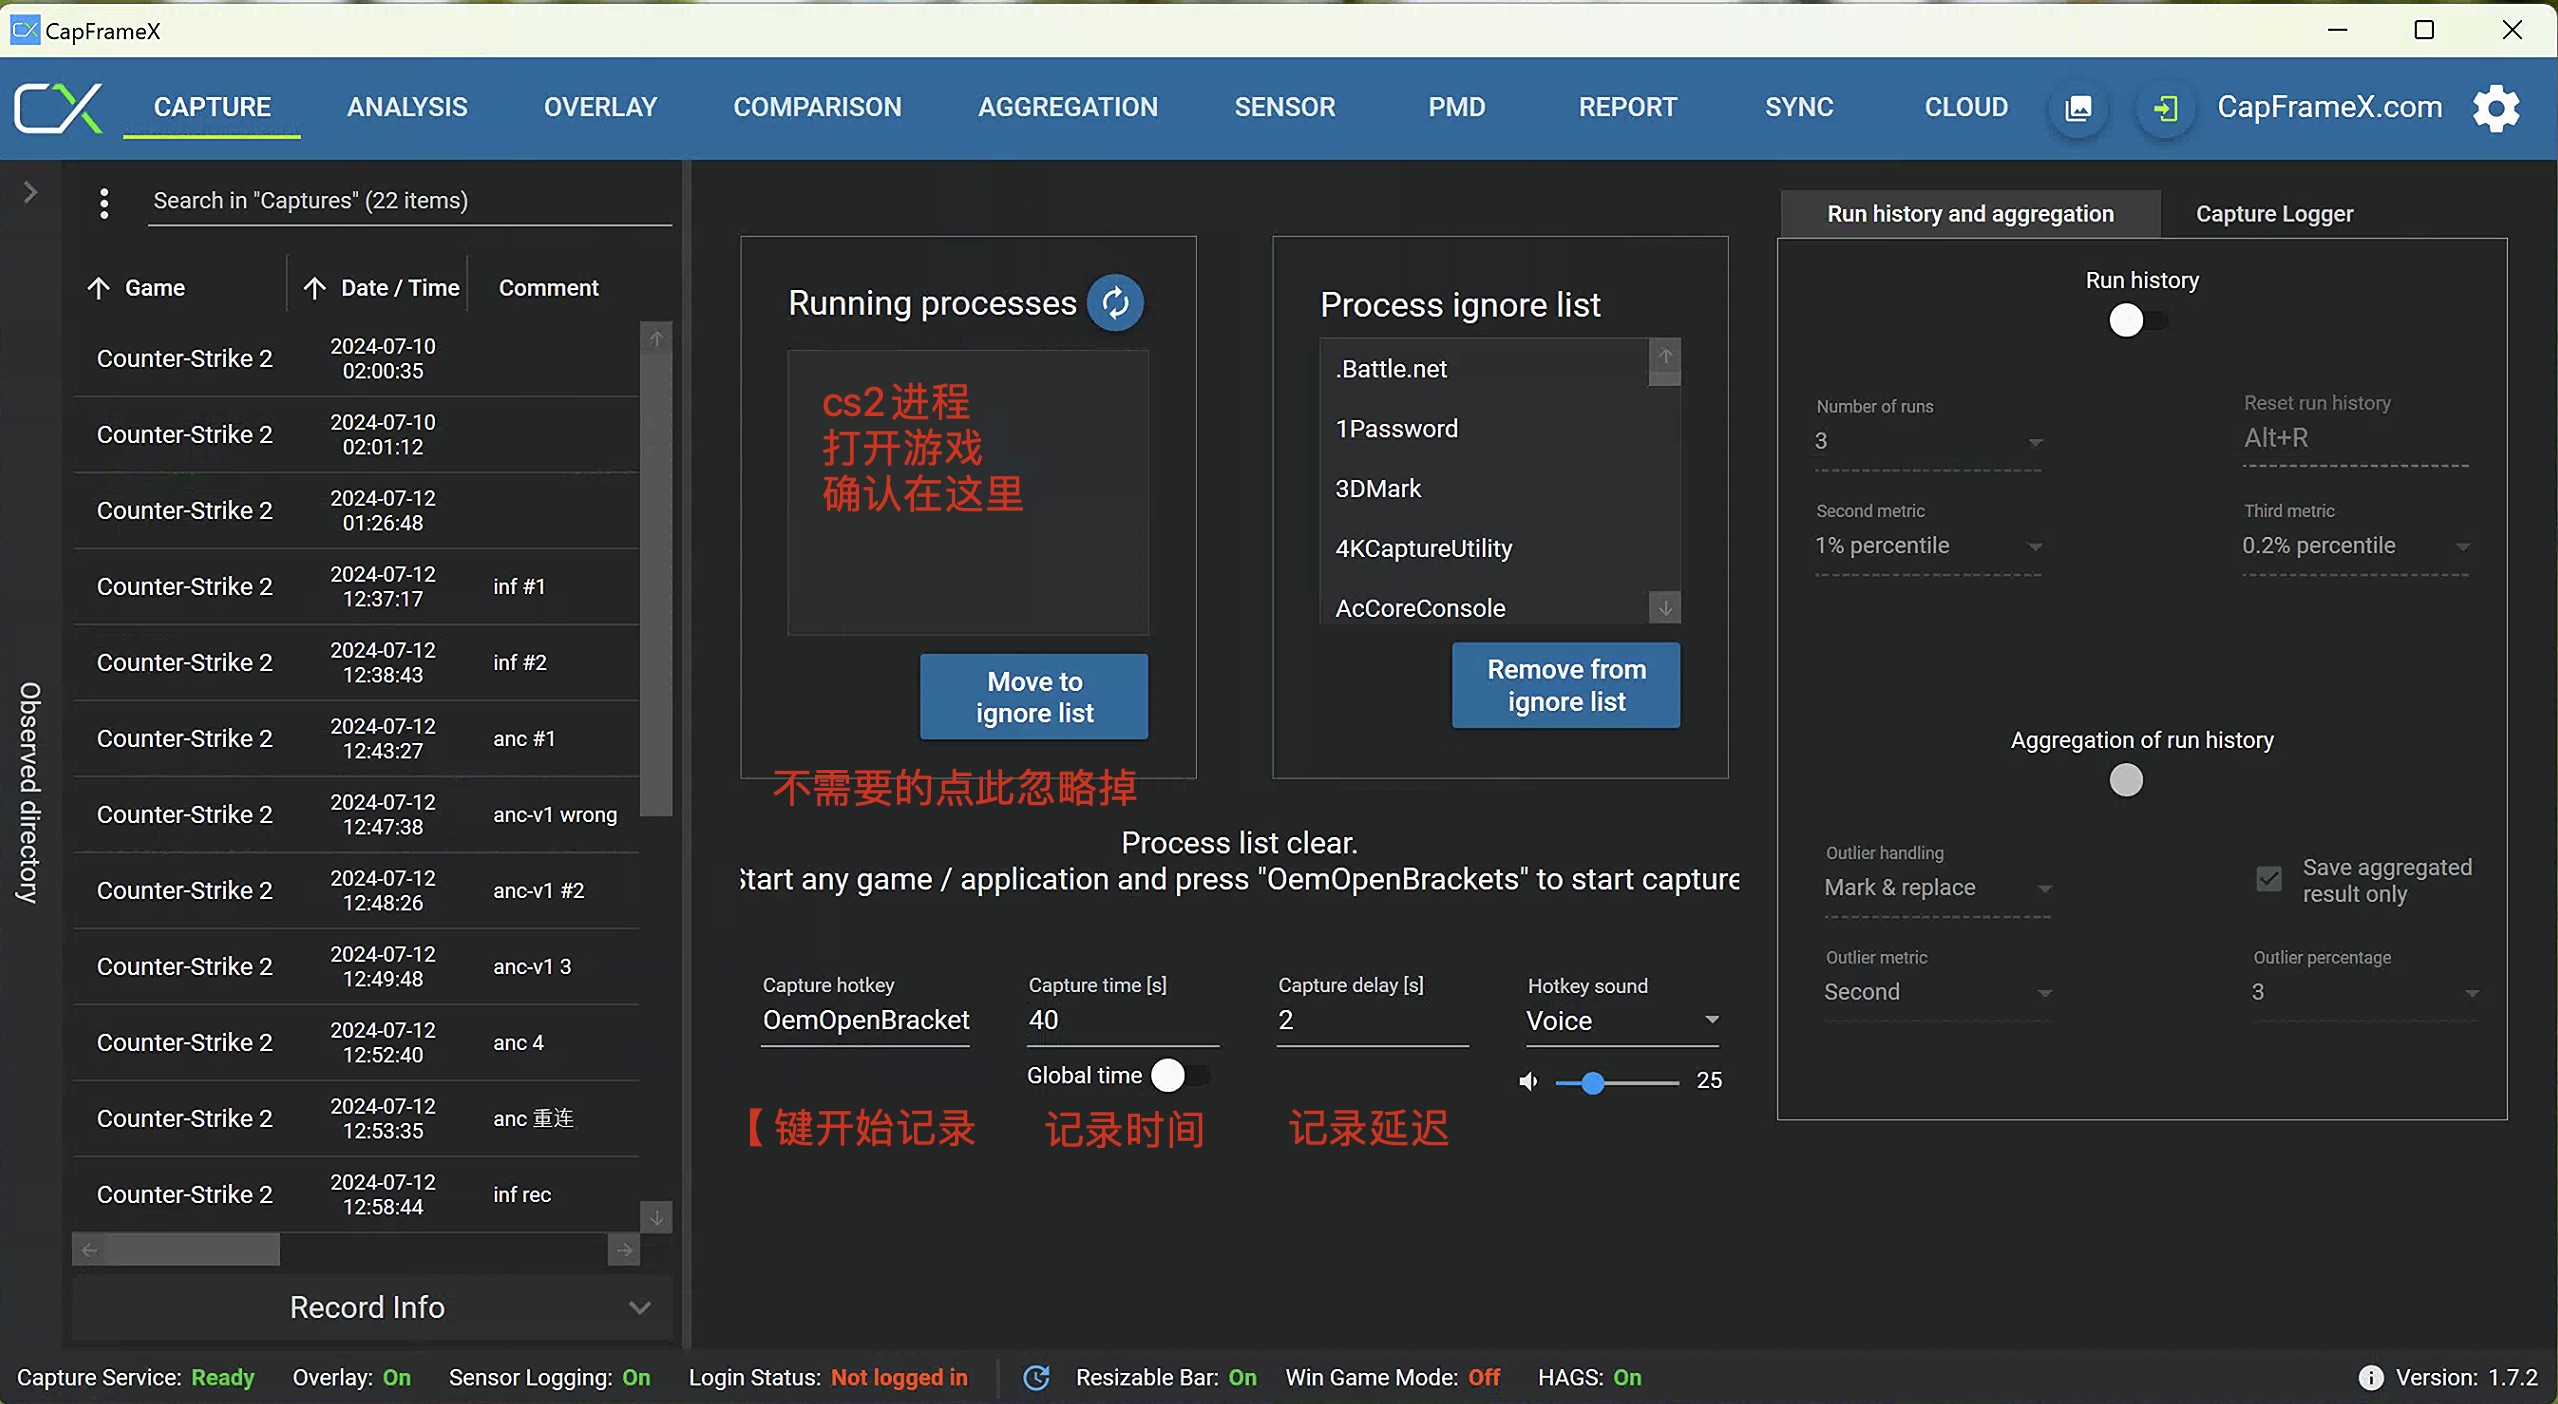 CapFrameX
CX
CAPTURE
ANALYSIS
OVERLAY
COMPARISON
AGGREGATION
SENSOR
PMD
REPORT
SYNC
CLOUD
CapFrameX.com
Observed directory
Search in "Captures" (22 items)
Game
Date / Time
Comment
Counter-Strike 2
2024-07-10
02:00:35
Counter-Strike 2
2024-07-10
02:01:12
Counter-Strike 2
2024-07-12
01:26:48
Counter-Strike 2
2024-07-12
12:37:17
inf #1
Counter-Strike 2
2024-07-12
12:38:43
inf #2
Counter-Strike 2
2024-07-12
12:43:27
anc #1
Counter-Strike 2
2024-07-12
12:47:38
anc-v1 wrong
Counter-Strike 2
2024-07-12
12:48:26
anc-v1 #2
Counter-Strike 2
2024-07-12
12:49:48
anc-v1 3
Counter-Strike 2
2024-07-12
12:52:40
anc 4
Counter-Strike 2
2024-07-12
12:53:35
anc 重连
Counter-Strike 2
2024-07-12
12:58:44
inf rec
Record Info
Running processes
cs2进程
打开游戏
确认在这里
Move to
ignore list
不需要的点此忽略掉
Process ignore list
.Battle.net
1Password
3DMark
4KCaptureUtility
AcCoreConsole
Remove from
ignore list
Process list clear.
tart any game / application and press "OemOpenBrackets" to start capture
Capture hotkey
OemOpenBracket
【 键开始记录
Capture time [s]
40
Global time
记录时间
Capture delay [s]
2
记录延迟
Hotkey sound
Voice
25
Run history and aggregation
Capture Logger
Run history
Number of runs
3
Reset run history
Alt+R
Second metric
1% percentile
Third metric
0.2% percentile
Aggregation of run history
Outlier handling
Mark & replace
Save aggregated
result only
Outlier metric
Second
Outlier percentage
3
Capture Service: Ready
Overlay: On
Sensor Logging: On
Login Status: Not logged in
Resizable Bar: On
Win Game Mode: Off
HAGS: On
Version: 1.7.2